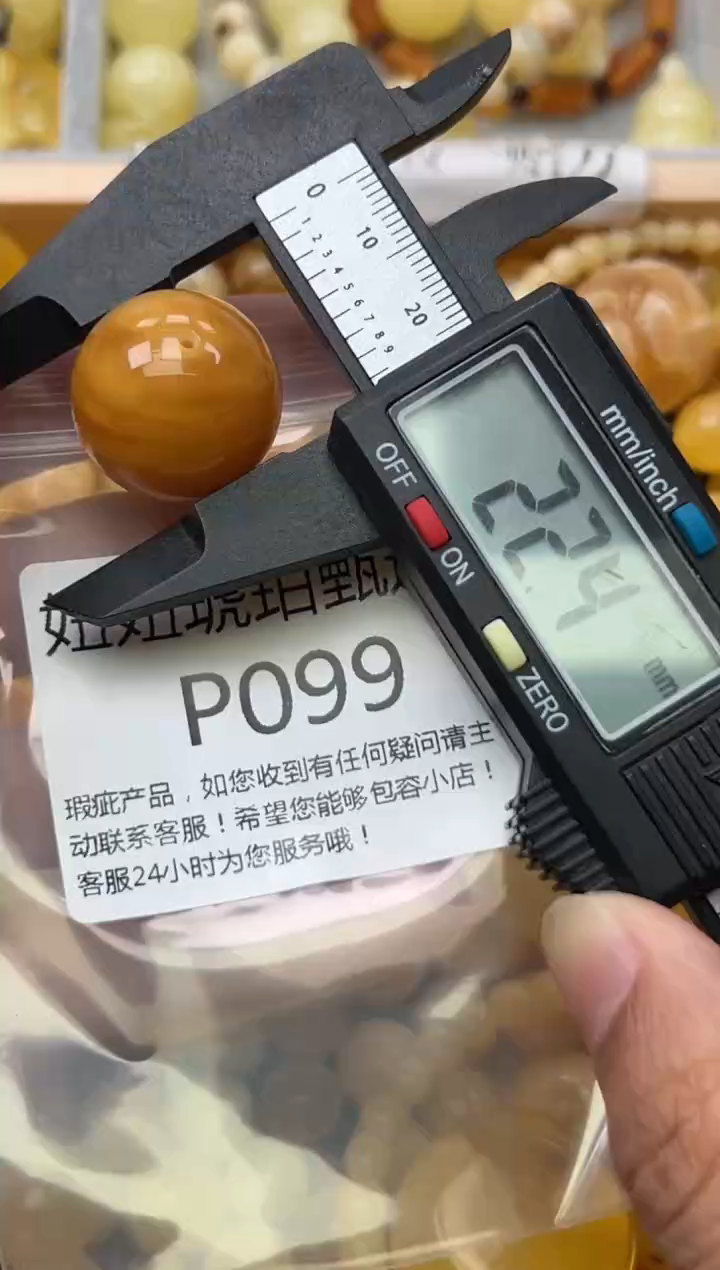 0
10
20
1 2 3 4 5 6 7 8 9
mm/inch
OFF
ON
22.4
mm
ZERO
P099
瑕疵产品，如您收到有任何疑问请主
动联系客服！希望您能够包容小店！
客服24小时为您服务哦！